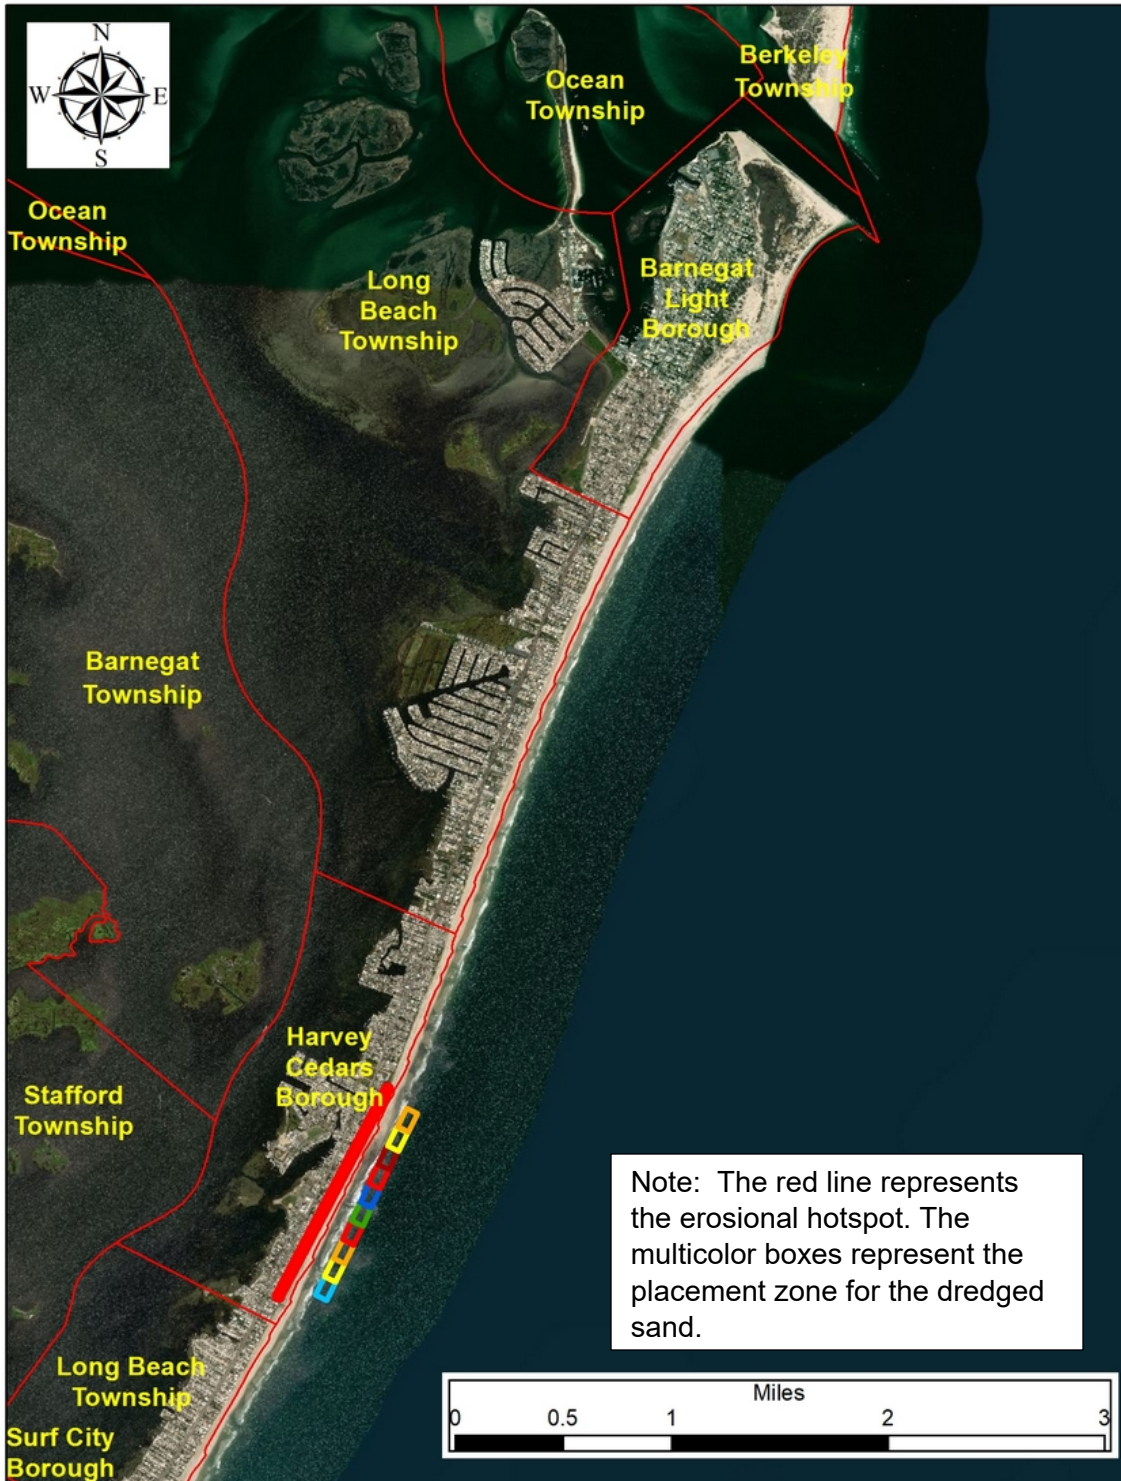 N
W E
S
Ocean
Township
Berkeley
Township
Ocean
Township
Long
Beach
Township
Barnegat
Light
Borough
Barnegat
Township
Harvey
Cedars
Borough
Stafford
Township
Note: The red line represents
the erosional hotspot. The
multicolor boxes represent the
placement zone for the dredged
sand.
Long Beach
Township
Surf City
Borough
Miles
0 0.5 1 2 3